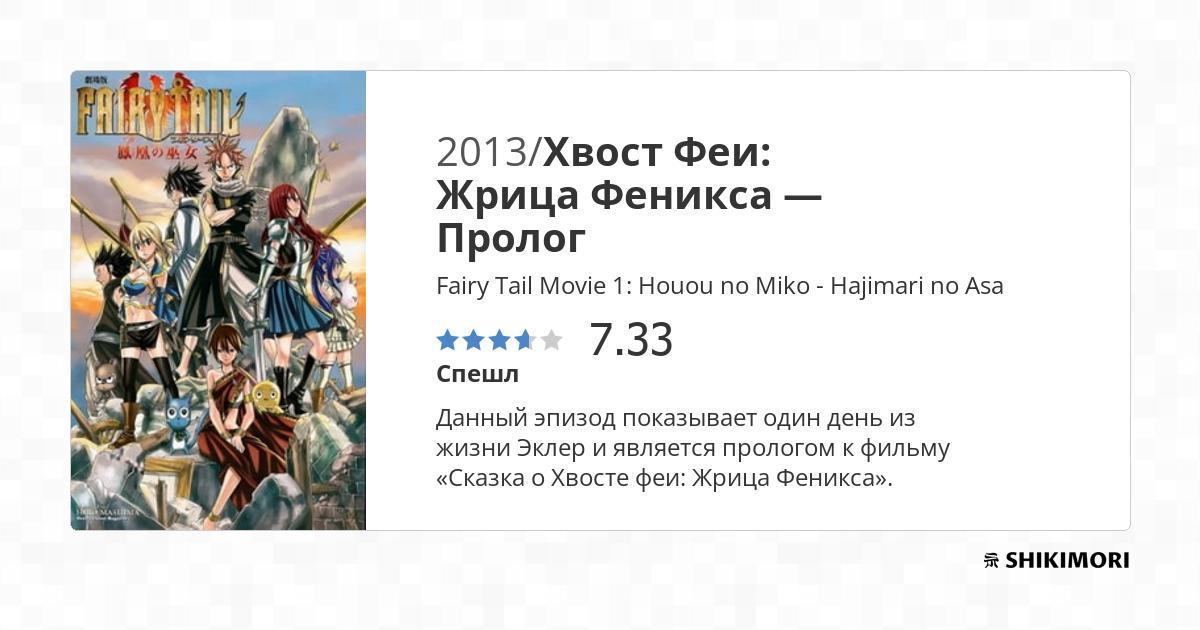 劇場版
FAIRY TAIL
鳳凰の巫女
HIRO MASHIMA
2013/Хвост Феи:
Жрица Феникса —
Пролог
Fairy Tail Movie 1: Houou no Miko - Hajimari no Asa
7.33
Спешл
Данный эпизод показывает один день из
жизни Эклер и является прологом к фильму
«Сказка о Хвосте феи: Жрица Феникса».
SHIKIMORI